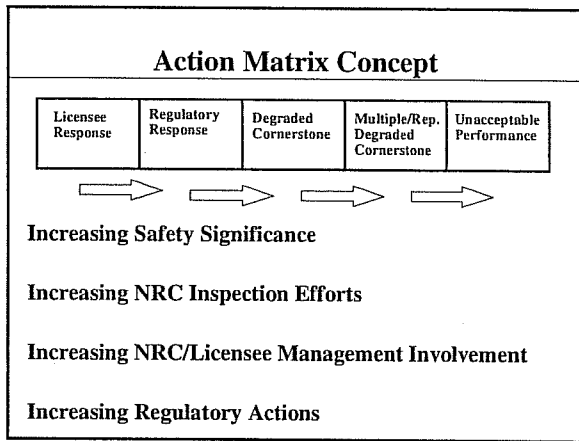 Action Matrix Concept
Licensee
Response
Regulatory
Response
Degraded
Cornerstone
Multiple/Rep.
Degraded
Cornerstone
Unacceptable
Performance
Increasing Safety Significance
Increasing NRC Inspection Efforts
Increasing NRC/Licensee Management Involvement
Increasing Regulatory Actions